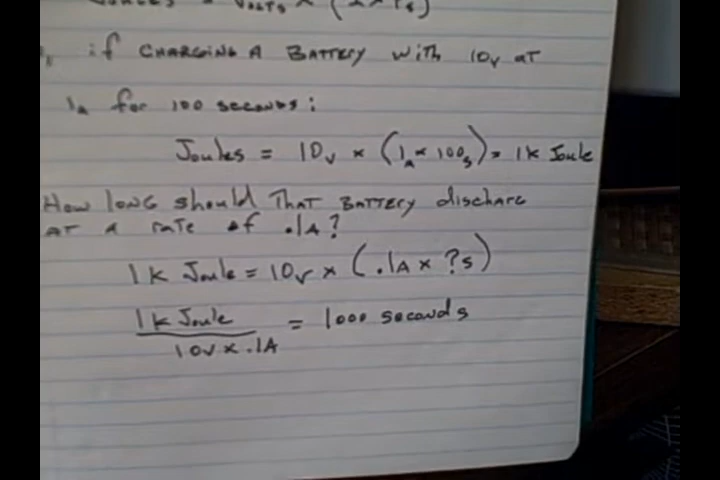 if CHARGING A BATTERY with 10v AT
1A for 100 seconds:
Joules = 10v × (1A × 100s) = 1K Joule
How long should That BATTERY discharg
AT a rate of .1A?
1K Joule = 10v × (.1A × ?s)
1K Joule = 1000 seconds
10v × .1A